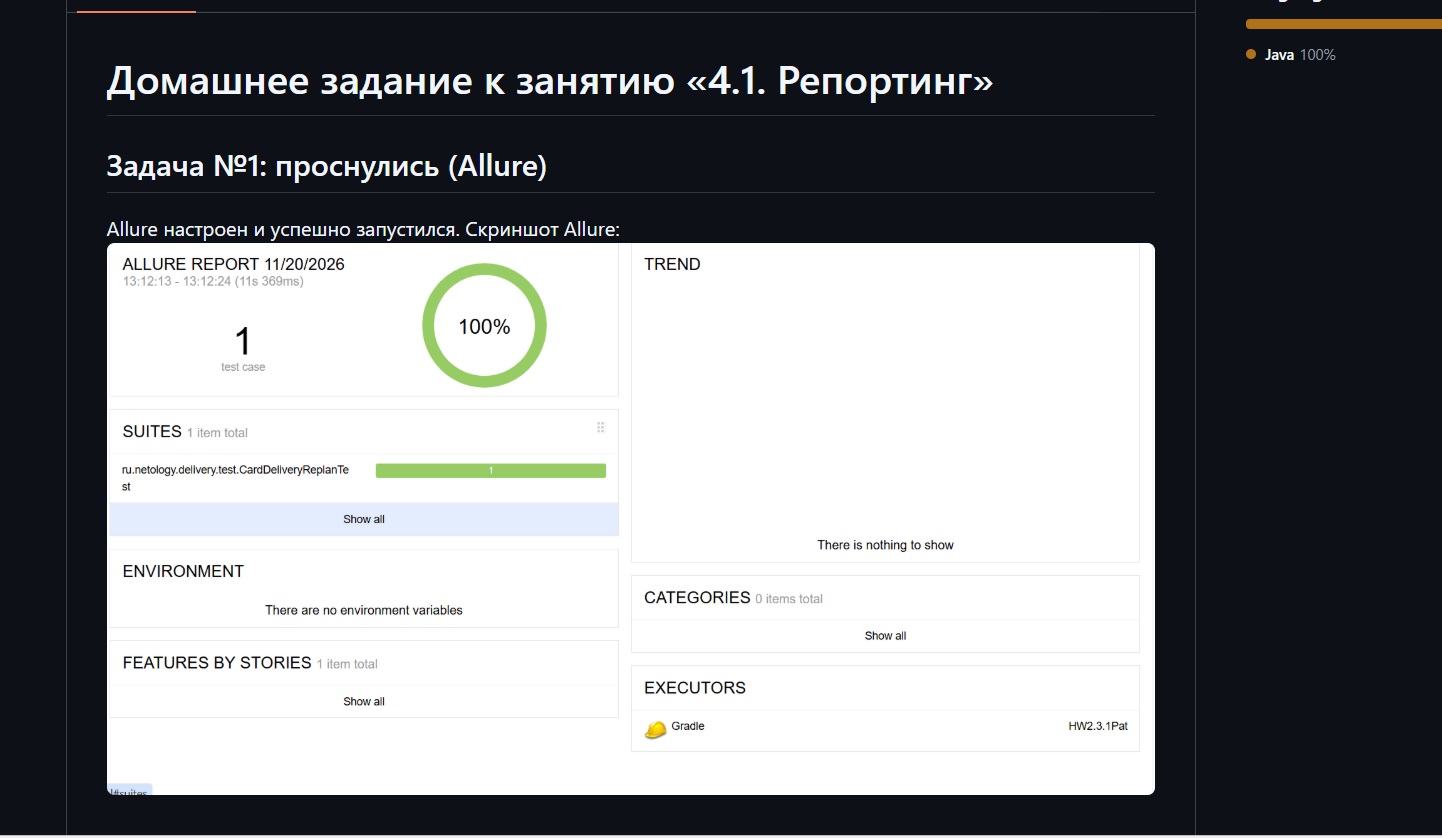 Java 100%
Домашнее задание к занятию «4.1. Репортинг»
Задача №1: проснулись (Allure)
Allure настроен и успешно запустился. Скриншот Allure:
ALLURE REPORT 11/20/2026
13:12:13 - 13:12:24 (11s 369ms)
1
test case
100%
SUITES 1 item total
ru.netology.delivery.test.CardDeliveryReplanTe
st
1
Show all
ENVIRONMENT
There are no environment variables
FEATURES BY STORIES 1 item total
Show all
TREND
There is nothing to show
CATEGORIES 0 items total
Show all
EXECUTORS
Gradle
HW2.3.1Pat